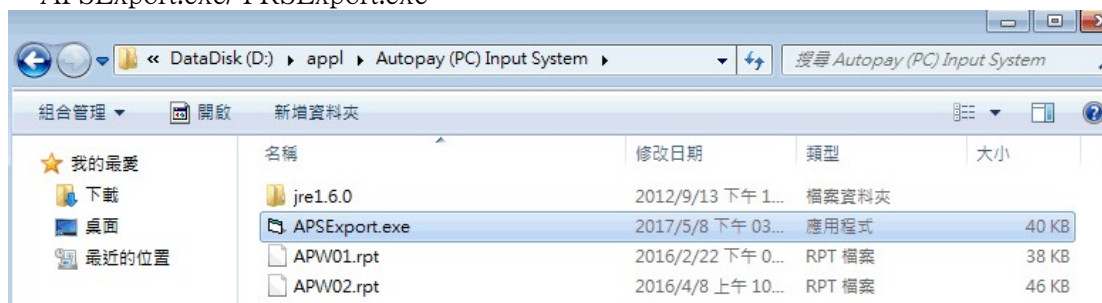 APSExport.exe/ PRSExport.exe
« DataDisk (D:) ▸ appl ▸ Autopay (PC) Input System ▸ 搜尋 Autopay (PC) Input System
組合管理 ▼ 開啟 新增資料夾
名稱 修改日期 類型 大小
我的最愛
下載
桌面
最近的位置
jre1.6.0 2012/9/13 下午 1... 檔案資料夾
APSExport.exe 2017/5/8 下午 03... 應用程式 40 KB
APW01.rpt 2016/2/22 下午 0... RPT 檔案 38 KB
APW02.rpt 2016/4/8 上午 10... RPT 檔案 46 KB